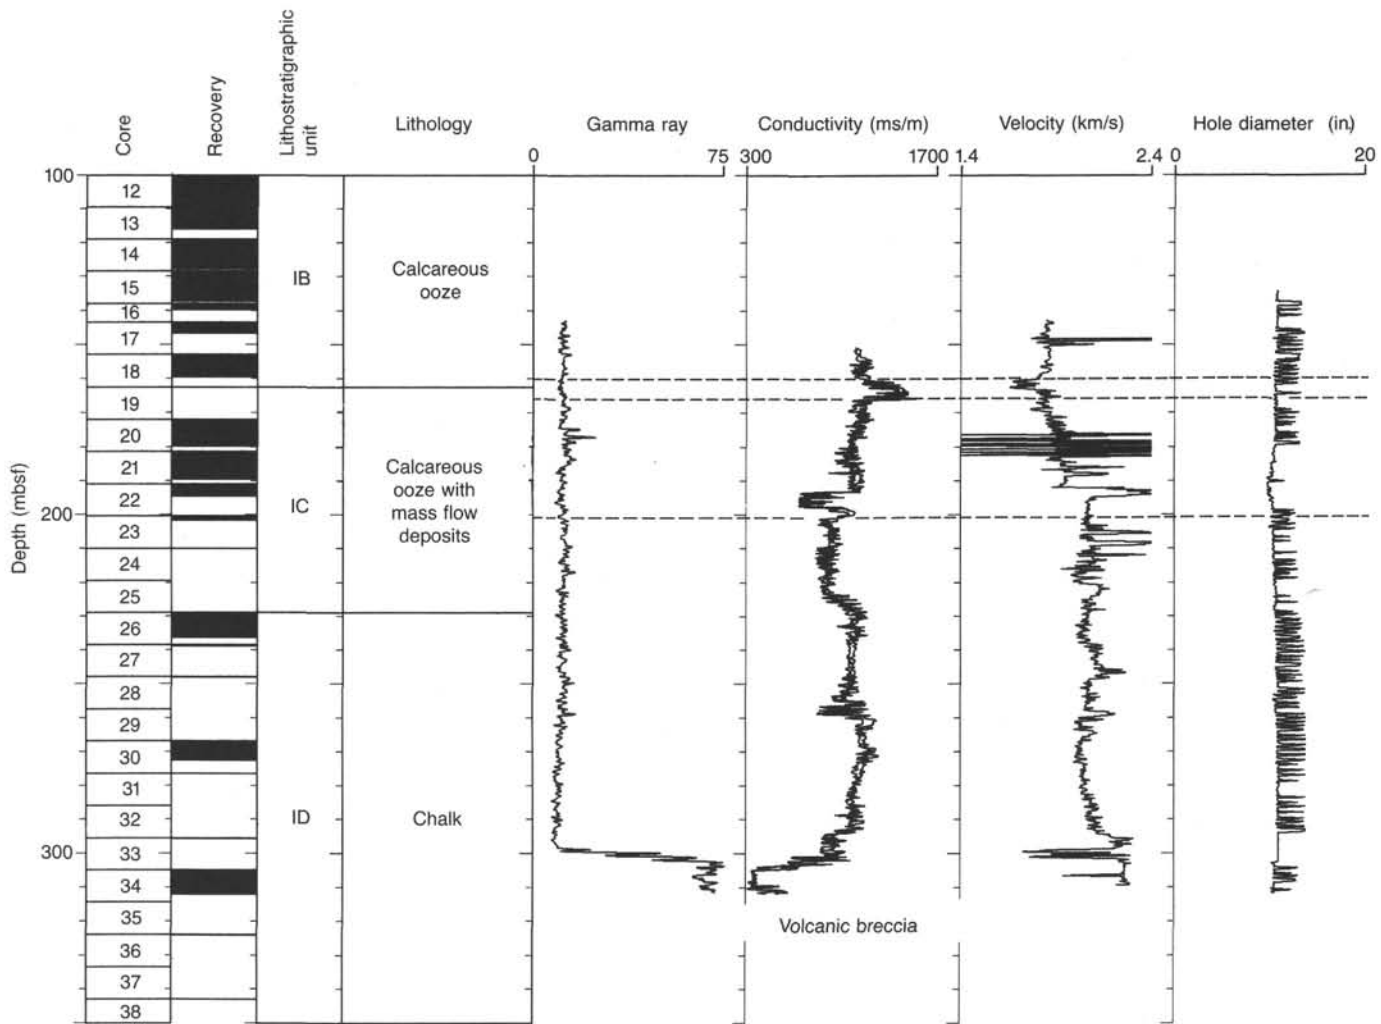 Core
Recovery
Lithostratigraphic
unit
Lithology
Gamma ray
Conductivity (ms/m)
Velocity (km/s)
Hole diameter (in.)
0 75 300 1700 1.4 2.4 0 20
Depth (mbsf)
100
200
300
12
13
14
15
16
17
18
19
20
21
22
23
24
25
26
27
28
29
30
31
32
33
34
35
36
37
38
IB
IC
ID
Calcareous
ooze
Calcareous
ooze with
mass flow
deposits
Chalk
Volcanic breccia